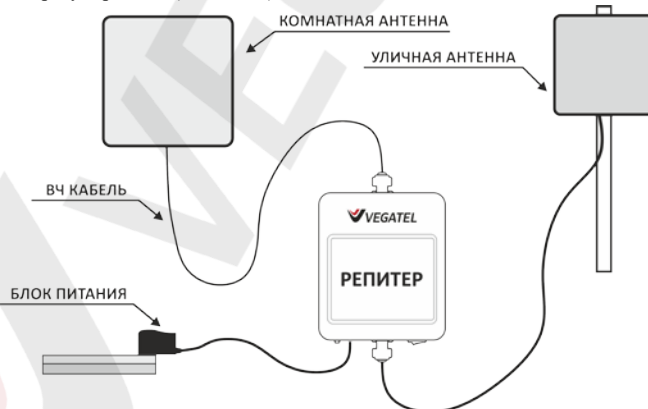 КОМНАТНАЯ АНТЕННА
УЛИЧНАЯ АНТЕННА
ВЧ КАБЕЛЬ
VEGATEL
РЕПИТЕР
БЛОК ПИТАНИЯ